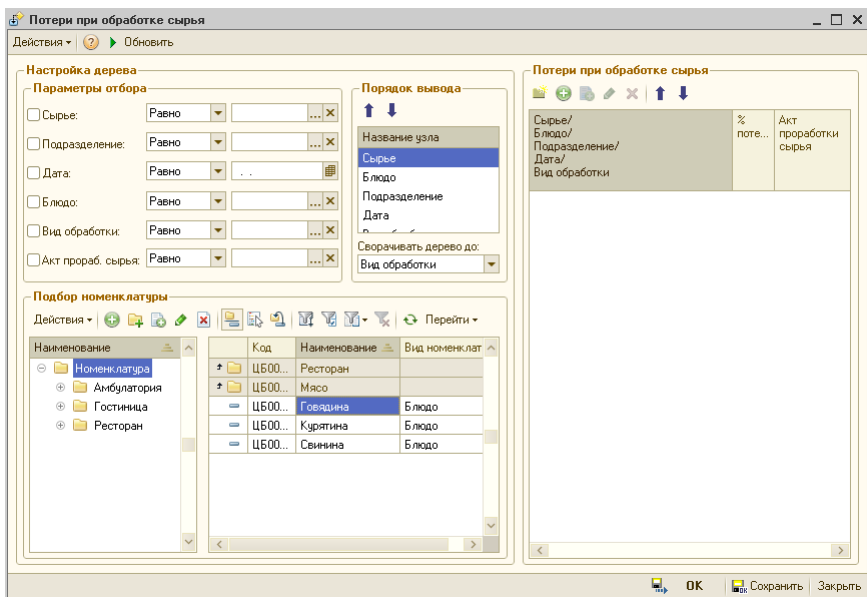 Потери при обработке сырья
Действия
Обновить
Настройка дерева
Параметры отбора
Сырье: Равно
Подразделение: Равно
Дата: Равно . .
Блюдо: Равно
Вид обработки: Равно
Акт прораб. сырья: Равно
Порядок вывода
Название узла
Сырье
Блюдо
Подразделение
Дата
Сворачивать дерево до:
Вид обработки
Подбор номенклатуры
Действия
Перейти
Наименование
Номенклатура
Амбулатория
Гостиница
Ресторан
Код Наименование Вид номенклат
ЦБ00... Ресторан
ЦБ00... Мясо
ЦБ00... Говядина Блюдо
ЦБ00... Курятина Блюдо
ЦБ00... Свинина Блюдо
Потери при обработке сырья
Сырье/
Блюдо/
Подразделение/
Дата/
Вид обработки
%
поте...
Акт
проработки
сырья
OK
Сохранить
Закрыть